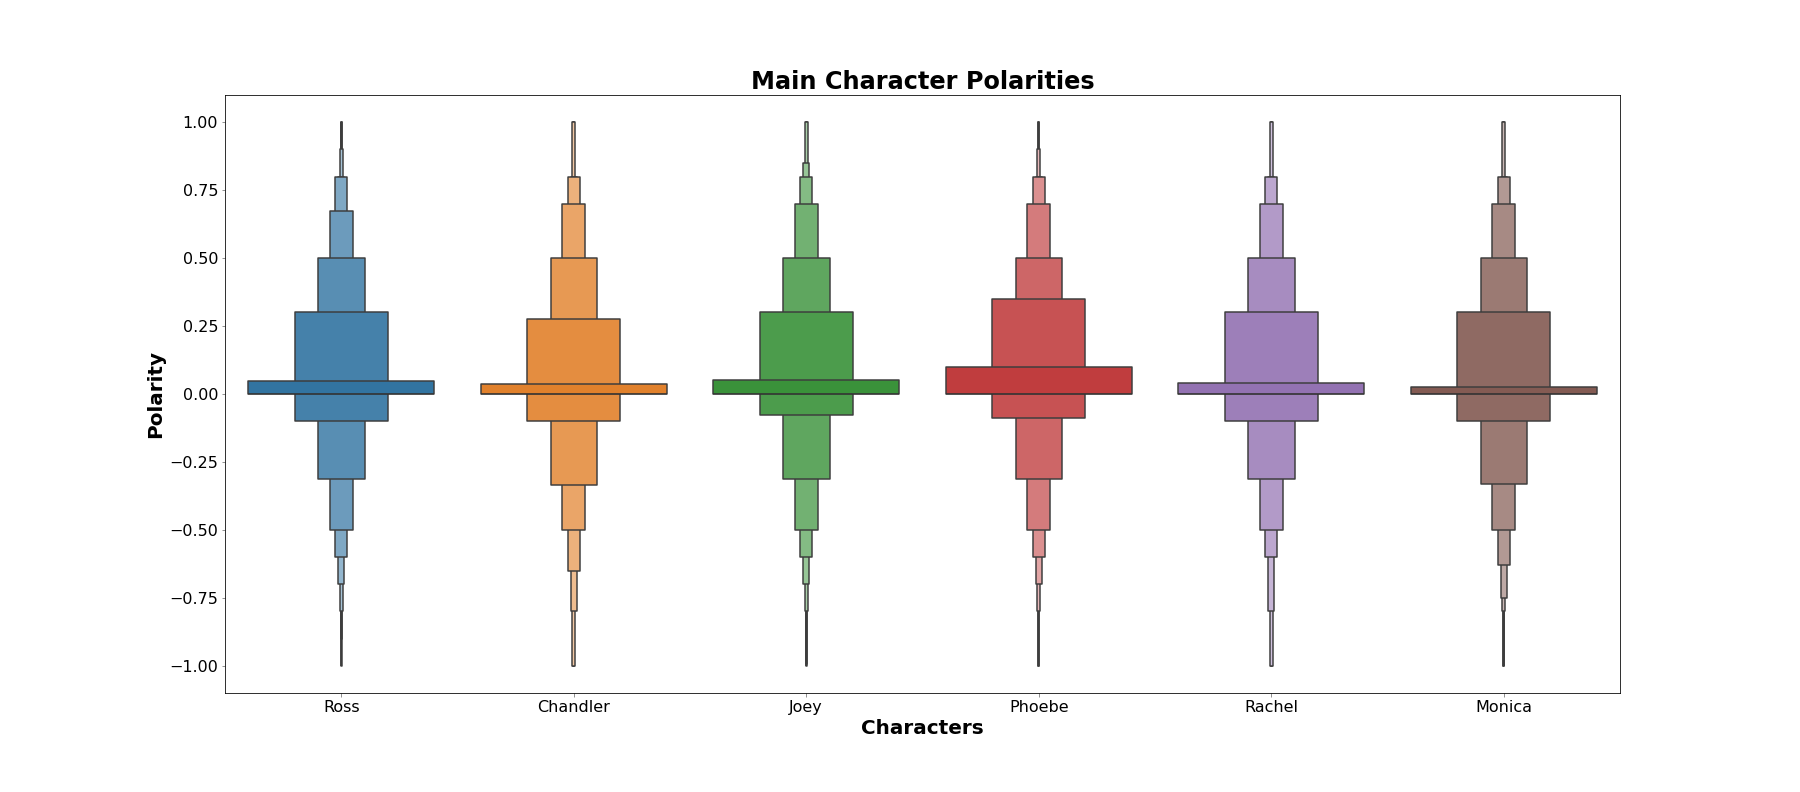 Main Character Polarities
1.00
0.75
0.50
0.25
0.00
−0.25
−0.50
−0.75
−1.00
Polarity
Ross Chandler Joey Phoebe Rachel Monica
Characters